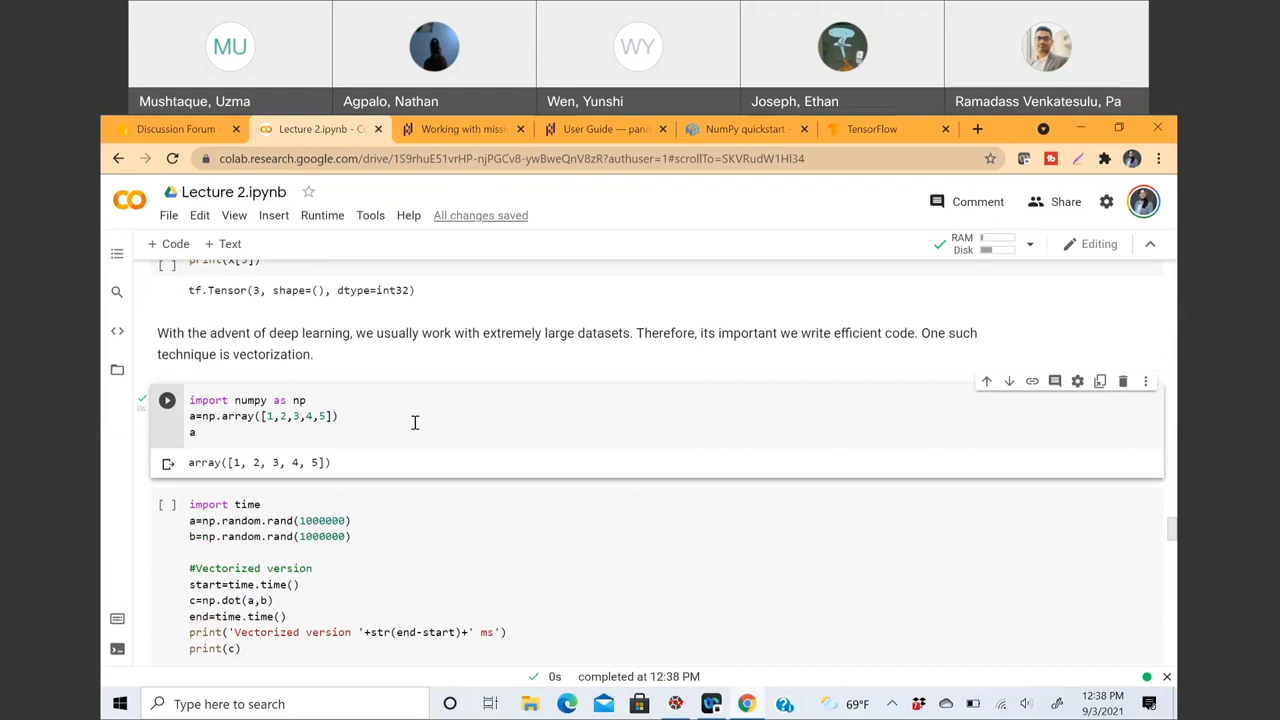 MU
WY
Mushtaque, Uzma
Agpalo, Nathan
Wen, Yunshi
Joseph, Ethan
Ramadass Venkatesulu, Pa
Discussion Forum -
Lecture 2.ipynb - Co
Working with missi
User Guide — pand
NumPy quickstart -
TensorFlow
colab.research.google.com/drive/1S9rhuE51vrHP-njPGCv8-ywBweQnV8zR?authuser=1#scrollTo=SKVRudW1HI34
Lecture 2.ipynb
File Edit View Insert Runtime Tools Help All changes saved
Comment Share
+ Code + Text
RAM
Disk
Editing
[ ] print(x[3])
tf.Tensor(3, shape=(), dtype=int32)
With the advent of deep learning, we usually work with extremely large datasets. Therefore, its important we write efficient code. One such
technique is vectorization.
0s
import numpy as np
a=np.array([1,2,3,4,5])
a
array([1, 2, 3, 4, 5])
[ ] import time
a=np.random.rand(1000000)
b=np.random.rand(1000000)
#Vectorized version
start=time.time()
c=np.dot(a,b)
end=time.time()
print('Vectorized version '+str(end-start)+' ms')
print(c)
0s completed at 12:38 PM
Type here to search
69°F
12:38 PM
9/3/2021